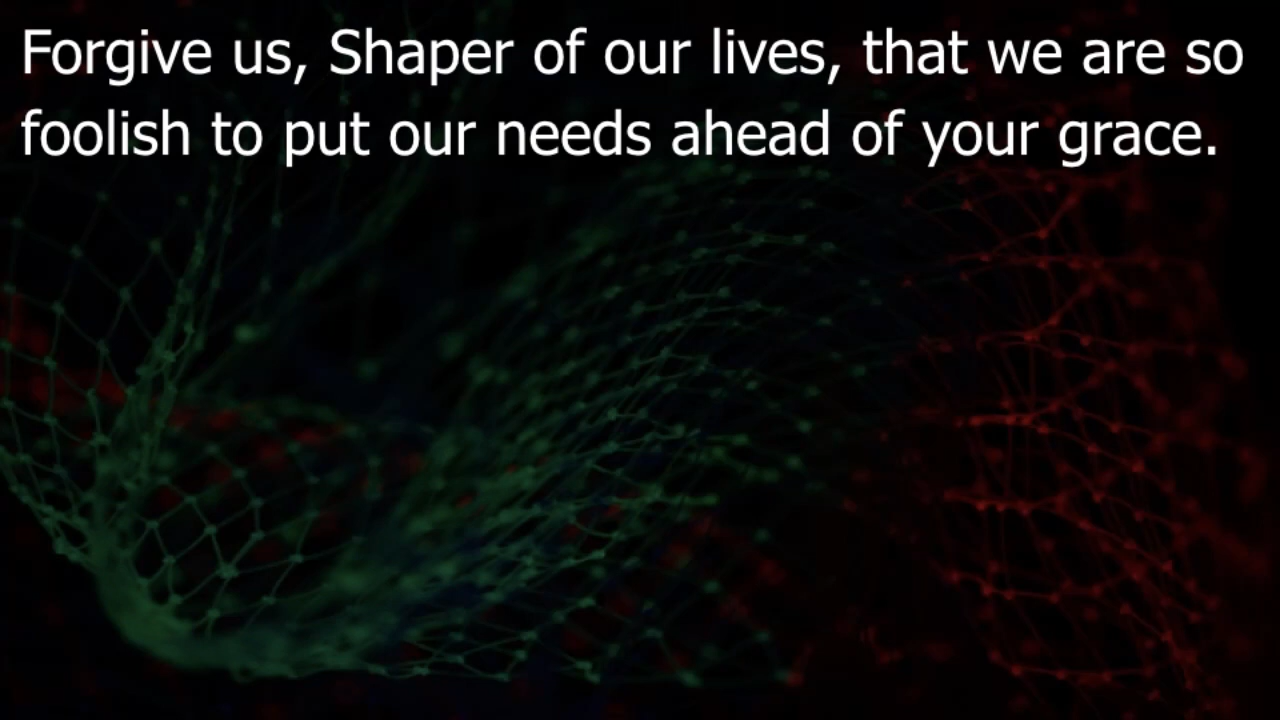 Forgive us, Shaper of our lives, that we are so
foolish to put our needs ahead of your grace.